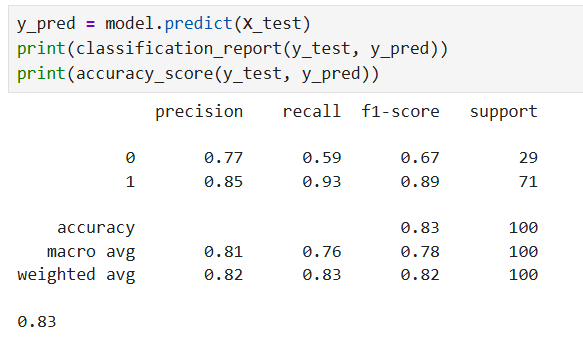 y_pred = model.predict(X_test)
print(classification_report(y_test, y_pred))
print(accuracy_score(y_test, y_pred))
precision recall f1-score support
0 0.77 0.59 0.67 29
1 0.85 0.93 0.89 71
accuracy 0.83 100
macro avg 0.81 0.76 0.78 100
weighted avg 0.82 0.83 0.82 100
0.83